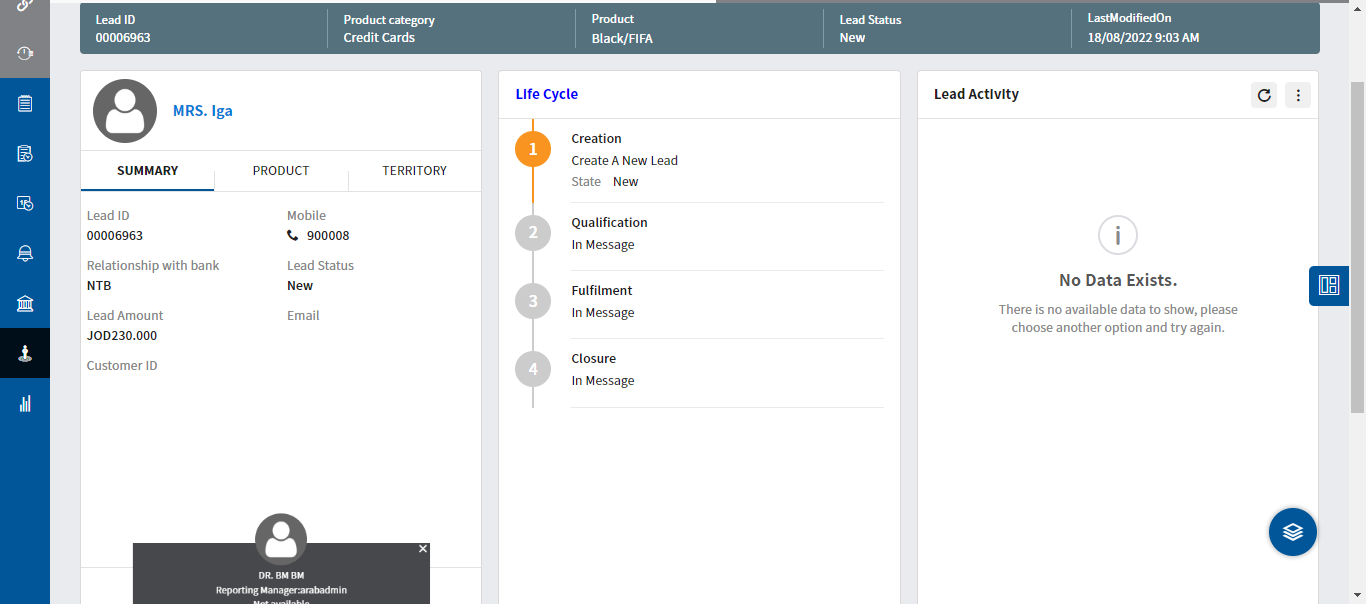 Lead ID
00006963
Product category
Credit Cards
Product
Black/FIFA
Lead Status
New
LastModifiedOn
18/08/2022 9:03 AM
MRS. Iga
SUMMARY
PRODUCT
TERRITORY
Lead ID
00006963
Mobile
900008
Relationship with bank
NTB
Lead Status
New
Lead Amount
JOD230.000
Email
Customer ID
DR. BM BM
Reporting Manager:arabadmin
Not available
Life Cycle
1
Creation
Create A New Lead
State New
2
Qualification
In Message
3
Fulfilment
In Message
4
Closure
In Message
Lead Activity
No Data Exists.
There is no available data to show, please
choose another option and try again.